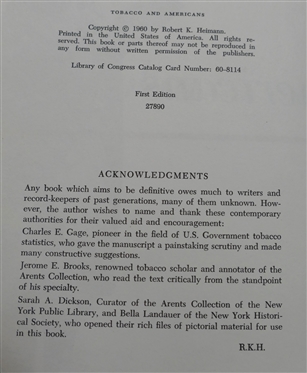 TOBACCO AND AMERICANS
Copyright © 1960 by Robert K. Heimann.
Printed in the United States of America. All rights re-
served. This book or parts thereof may not be reproduced in
any form without written permission of the publishers.
Library of Congress Catalog Card Number: 60-8114
First Edition
27890
ACKNOWLEDGMENTS
Any book which aims to be definitive owes much to writers and
record-keepers of past generations, many of them unknown. How-
ever, the author wishes to name and thank these contemporary
authorities for their valued aid and encouragement:
Charles E. Gage, pioneer in the field of U.S. Government tobacco
statistics, who gave the manuscript a painstaking scrutiny and made
many constructive suggestions.
Jerome E. Brooks, renowned tobacco scholar and annotator of the
Arents Collection, who read the text critically from the standpoint
of his specialty.
Sarah A. Dickson, Curator of the Arents Collection of the New
York Public Library, and Bella Landauer of the New York Histori-
cal Society, who opened their rich files of pictorial material for use
in this book.
R.K.H.